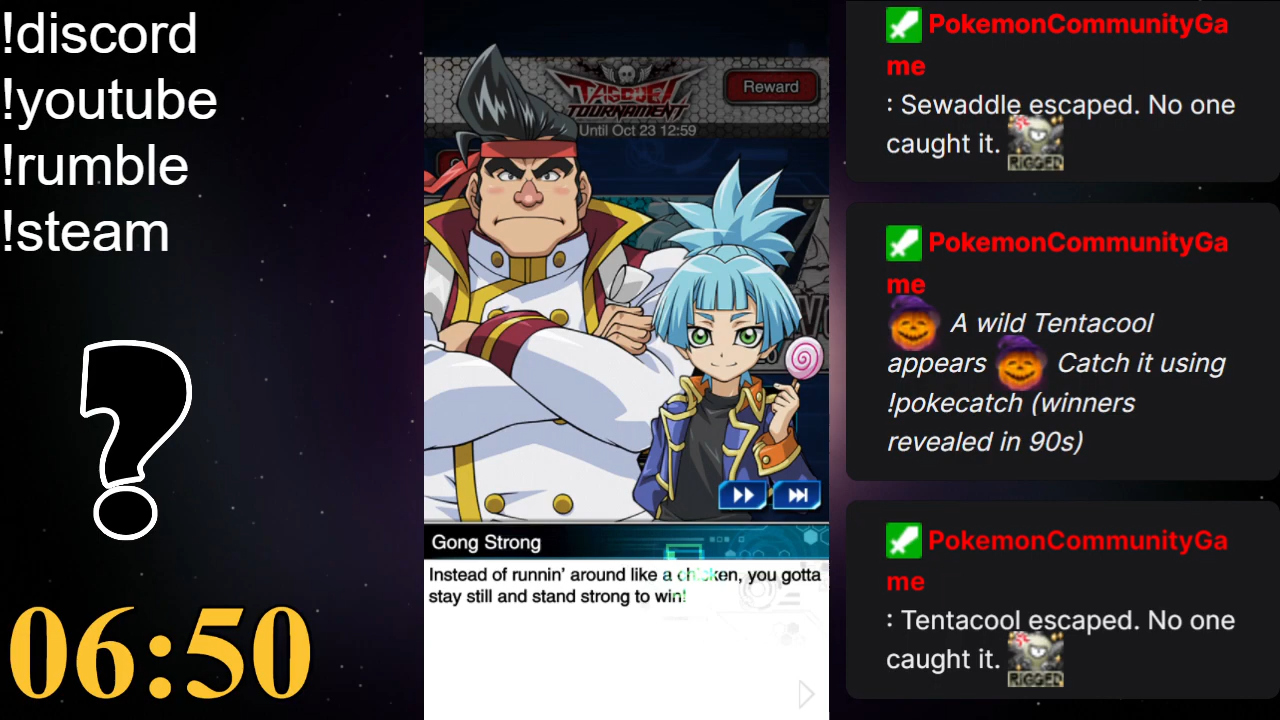 !discord
!youtube
!rumble
!steam
06:50
TAG DUEL
TOURNAMENT
Reward
Until Oct 23 12:59
Gong Strong
Instead of runnin' around like a chicken, you gotta
stay still and stand strong to win!
PokemonCommunityGa
me
: Sewaddle escaped. No one
caught it.
RIGGED
PokemonCommunityGa
me
A wild Tentacool
appears Catch it using
!pokecatch (winners
revealed in 90s)
PokemonCommunityGa
me
: Tentacool escaped. No one
caught it.
RIGGED